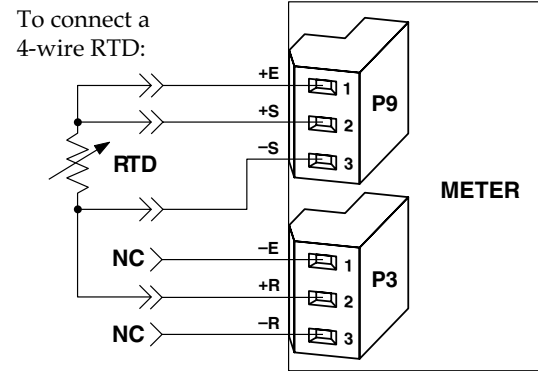 To connect a
4-wire RTD:
+E
1
+S
2
P9
–S
3
RTD
METER
NC
–E
1
+R
2
P3
NC
–R
3